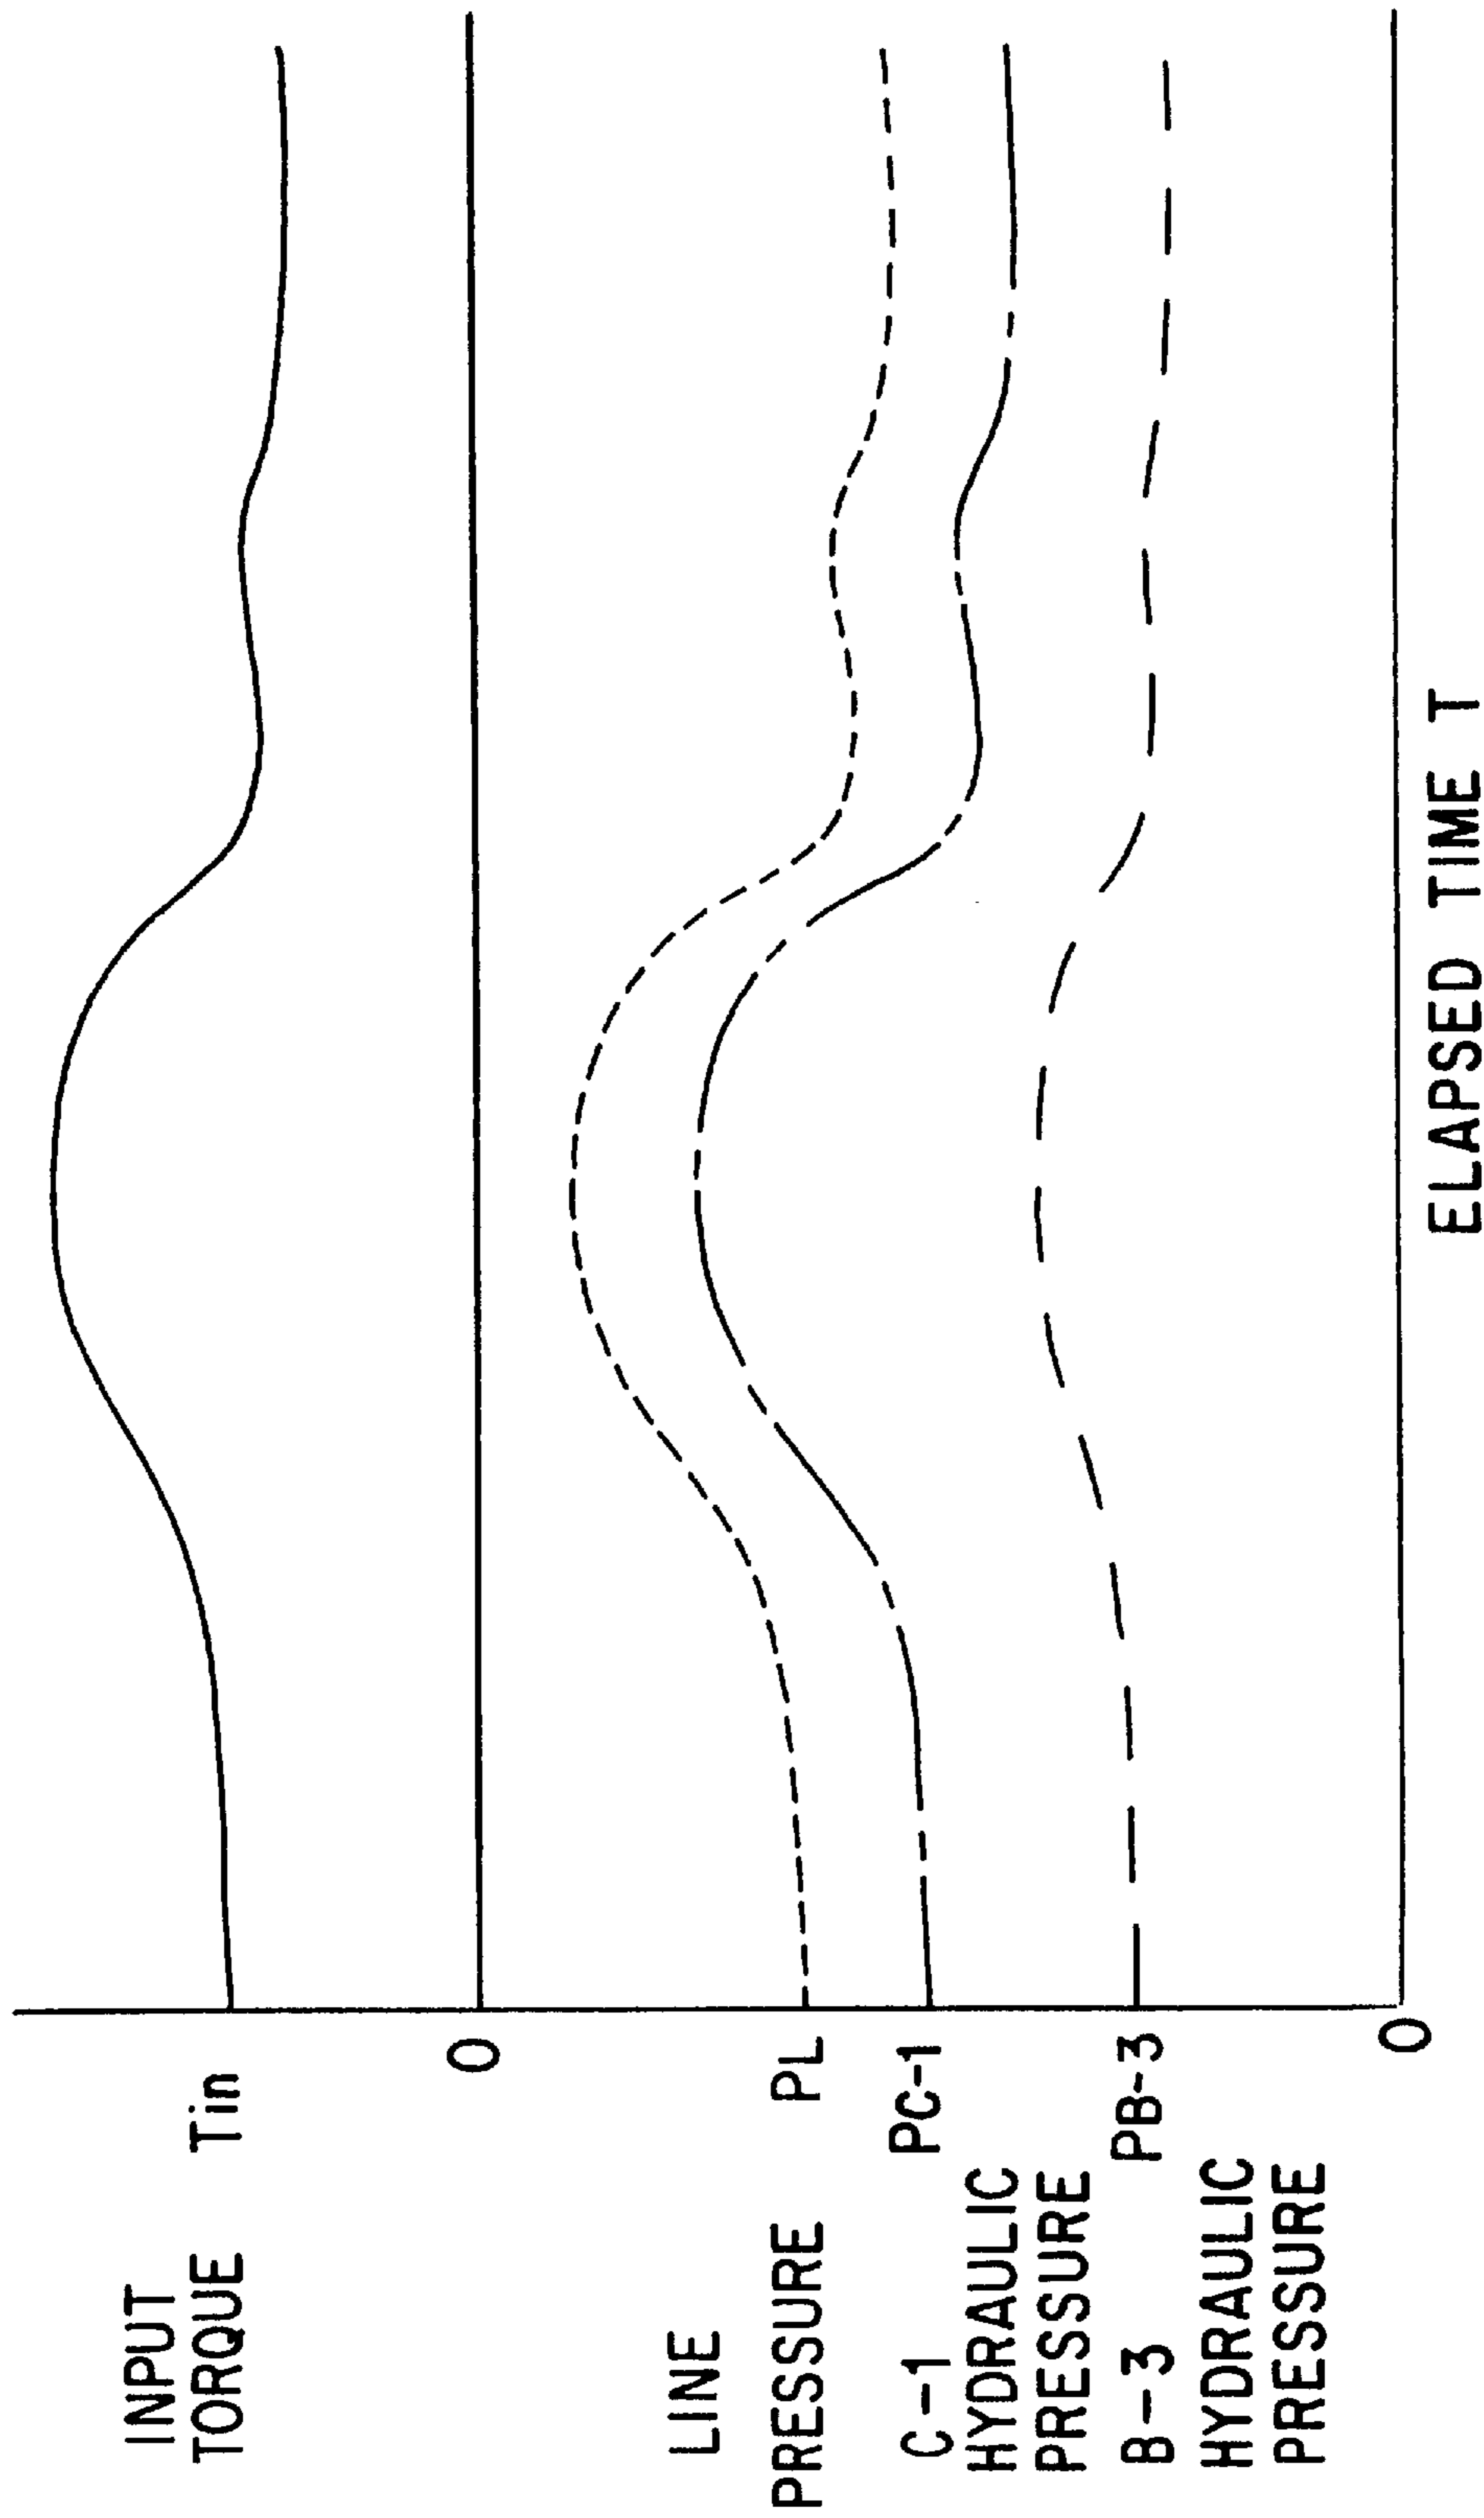 INPUT
TORQUE Tin
0
LINE
PRESSURE PL
C-1 PC-1
HYDRAULIC
PRESSURE
B-3 PB-3
HYDRAULIC
PRESSURE
0
ELAPSED TIME T